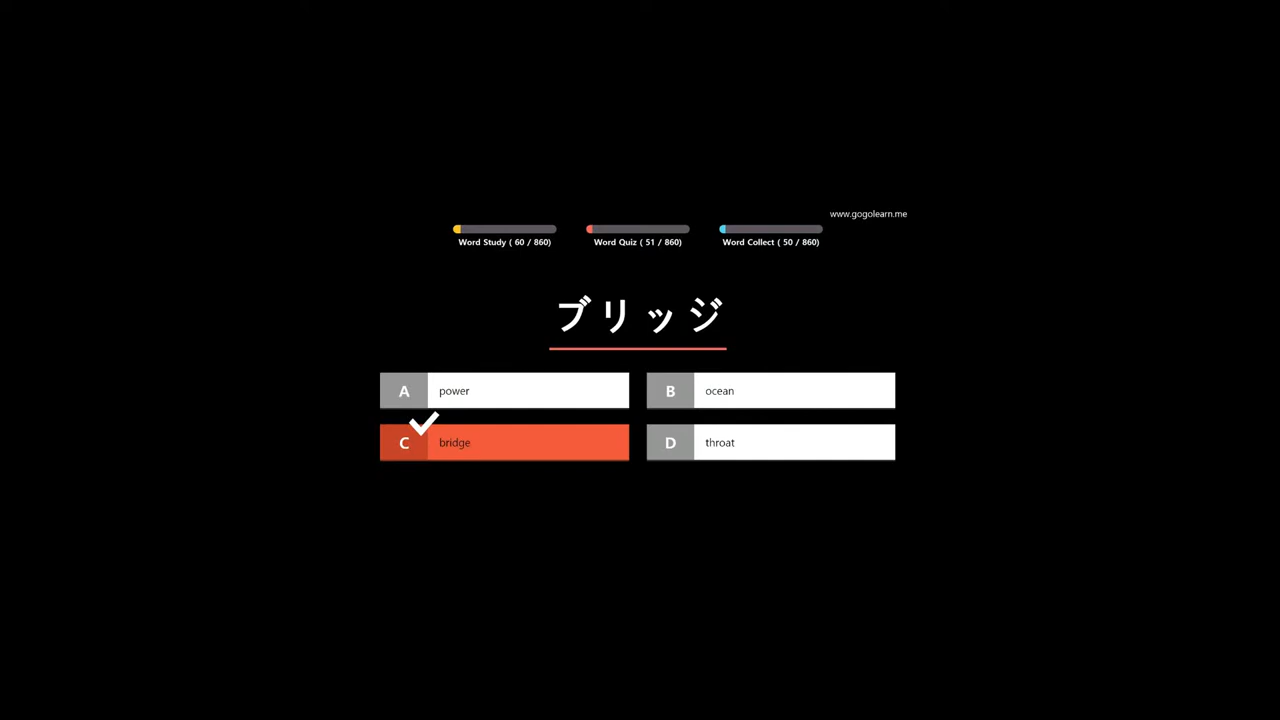 www.gogolearn.me
Word Study ( 60 / 860)
Word Quiz ( 51 / 860)
Word Collect ( 50 / 860)
ブリッジ
A power
B ocean
C bridge
D throat